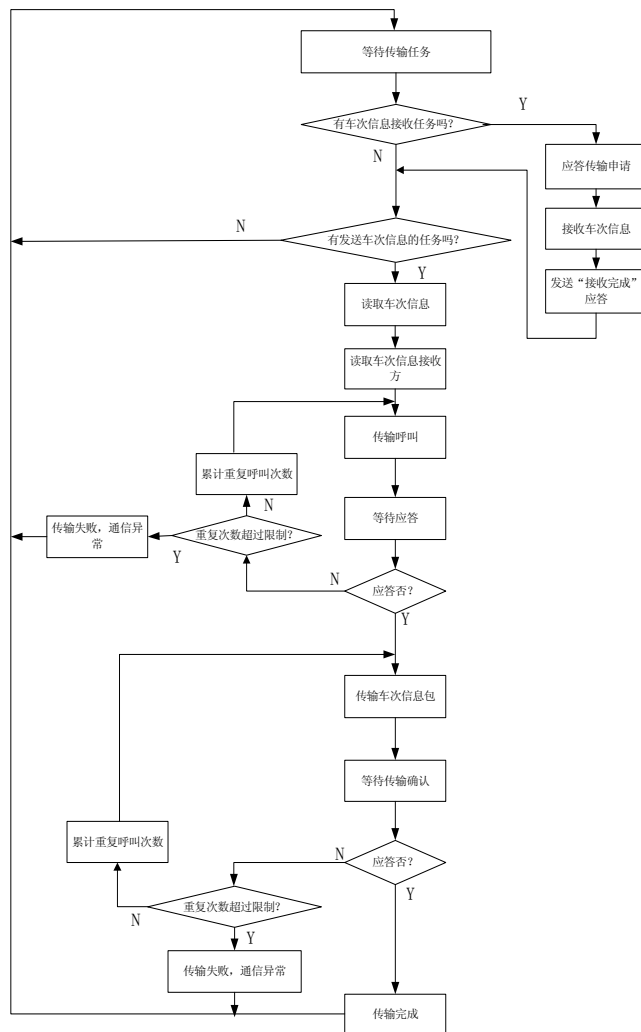 等待传输任务
Y
有车次信息接收任务吗？
N
应答传输申请
接收车次信息
N
有发送车次信息的任务吗？
Y
发送“接收完成”
应答
读取车次信息
读取车次信息接收
方
传输呼叫
累计重复呼叫次数
N
等待应答
传输失败，通信异
常
重复次数超过限制？
Y
N
应答否？
Y
传输车次信息包
等待传输确认
累计重复呼叫次数
N
应答否？
Y
重复次数超过限制？
N
Y
传输失败，通信异常
传输完成